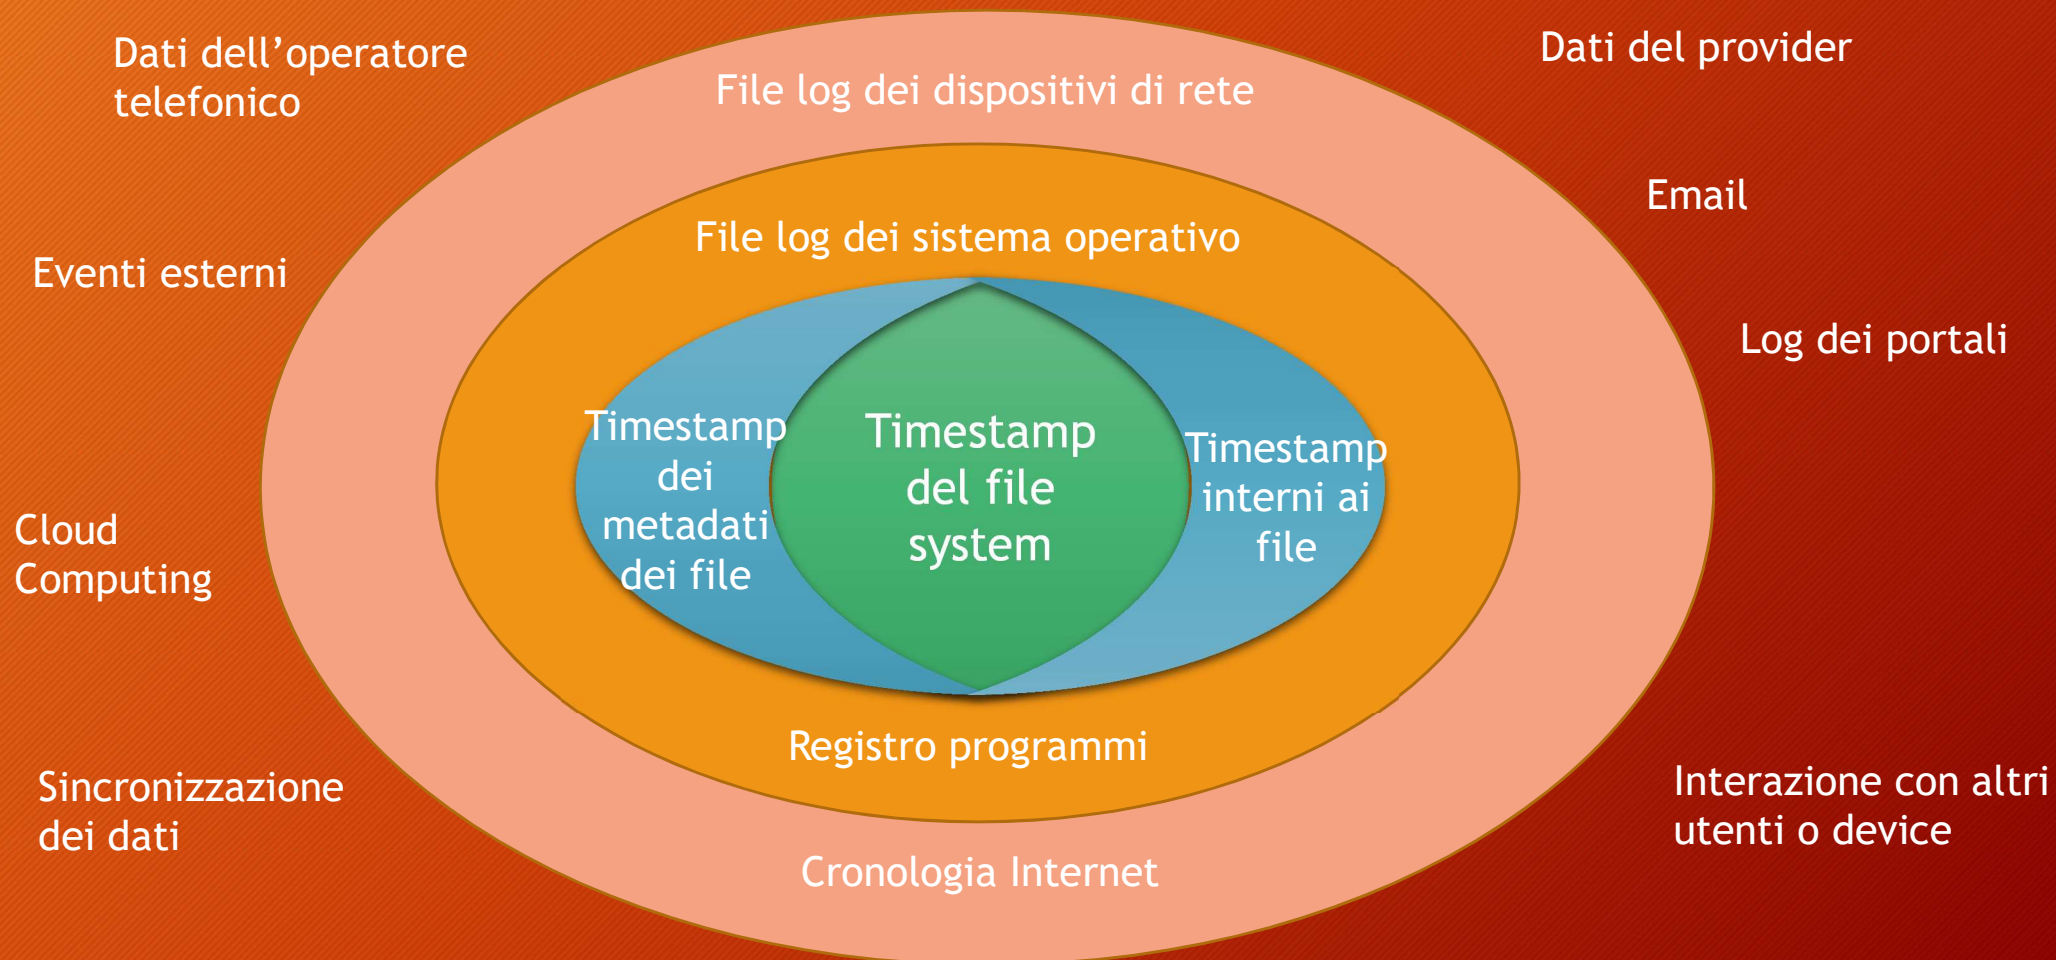 Dati dell’operatore
telefonico
File log dei dispositivi di rete
Dati del provider
Email
File log dei sistema operativo
Eventi esterni
Log dei portali
Timestamp
dei
metadati
dei file
Timestamp
del file
system
Timestamp
interni ai
file
Cloud
Computing
Registro programmi
Sincronizzazione
dei dati
Interazione con altri
utenti o device
Cronologia Internet